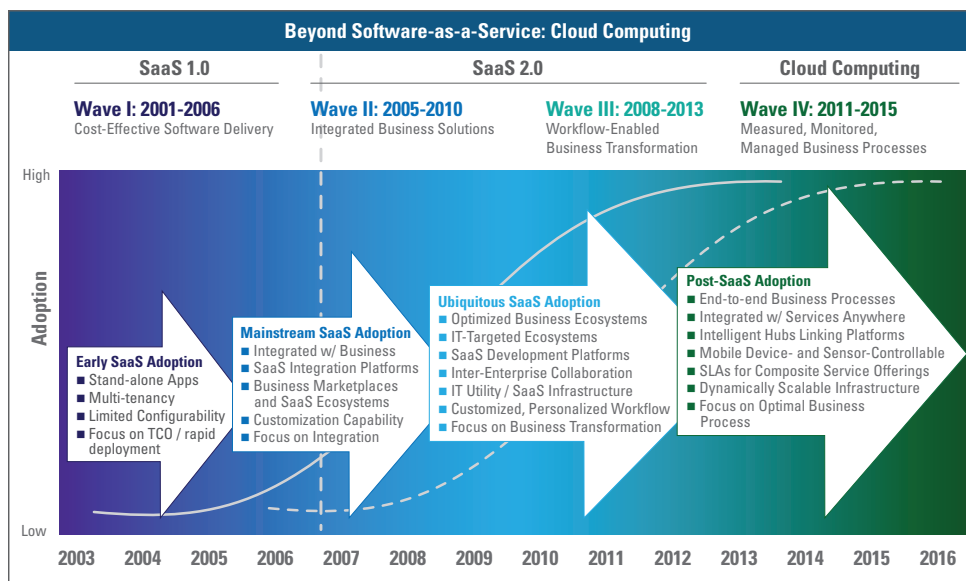 Beyond Software-as-a-Service: Cloud Computing
SaaS 1.0
SaaS 2.0
Cloud Computing
Wave I: 2001-2006
Cost-Effective Software Delivery
Wave II: 2005-2010
Integrated Business Solutions
Wave III: 2008-2013
Workflow-Enabled
Business Transformation
Wave IV: 2011-2015
Measured, Monitored,
Managed Business Processes
High
Adoption
Low
Early SaaS Adoption
■ Stand-alone Apps
■ Multi-tenancy
■ Limited Configurability
■ Focus on TCO / rapid
deployment
Mainstream SaaS Adoption
■ Integrated w/ Business
■ SaaS Integration Platforms
■ Business Marketplaces
and SaaS Ecosystems
■ Customization Capability
■ Focus on Integration
Ubiquitous SaaS Adoption
■ Optimized Business Ecosystems
■ IT-Targeted Ecosystems
■ SaaS Development Platforms
■ Inter-Enterprise Collaboration
■ IT Utility / SaaS Infrastructure
■ Customized, Personalized Workflow
■ Focus on Business Transformation
Post-SaaS Adoption
■ End-to-end Business Processes
■ Integrated w/ Services Anywhere
■ Intelligent Hubs Linking Platforms
■ Mobile Device- and Sensor-Controllable
■ SLAs for Composite Service Offerings
■ Dynamically Scalable Infrastructure
■ Focus on Optimal Business
Process
2003 2004 2005 2006 2007 2008 2009 2010 2011 2012 2013 2014 2015 2016